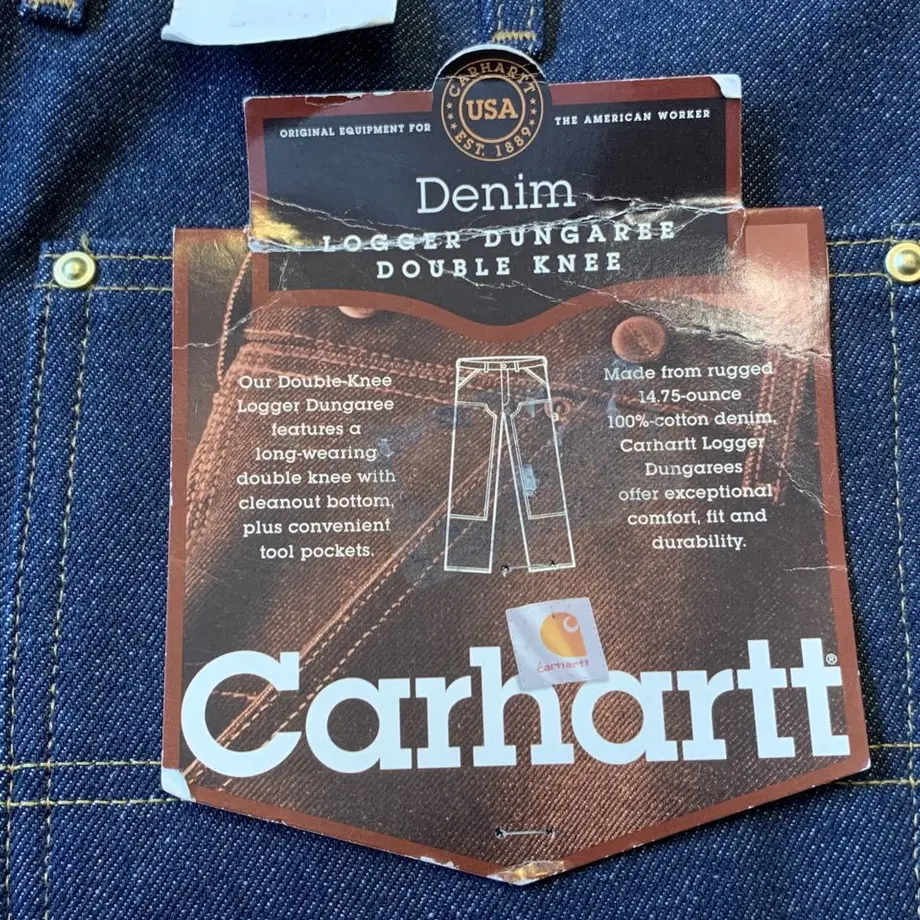 CARHARTT
USA
EST. 1889
ORIGINAL EQUIPMENT FOR THE AMERICAN WORKER
Denim
LOGGER DUNGAREE
DOUBLE KNEE
Our Double-Knee
Logger Dungaree
features a
long-wearing
double knee with
cleanout bottom,
plus convenient
tool pockets.
Made from rugged
14.75-ounce
100%-cotton denim,
Carhartt Logger
Dungarees
offer exceptional
comfort, fit and
durability.
carhartt
Carhartt®